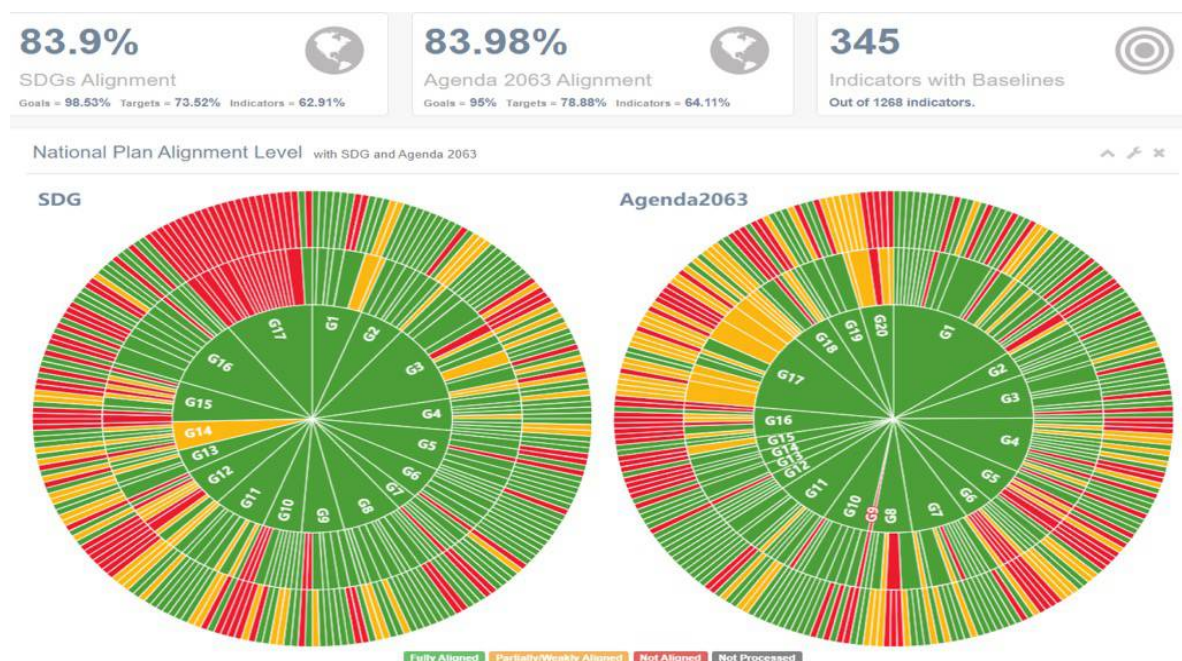 83.9%
SDGs Alignment
Goals = 98.53% Targets = 73.52% Indicators = 62.91%
83.98%
Agenda 2063 Alignment
Goals = 95% Targets = 78.88% Indicators = 64.11%
345
Indicators with Baselines
Out of 1268 indicators.
National Plan Alignment Level with SDG and Agenda 2063
SDG
G1
G2
G3
G4
G5
G6
G7
G8
G9
G10
G11
G12
G13
G14
G15
G16
G17
Agenda2063
G1
G2
G3
G4
G5
G6
G7
G8
G9
G10
G11
G12
G13
G14
G15
G16
G17
G18
G19
G20
Fully Aligned Partially/Weakly Aligned Not Aligned Not Processed